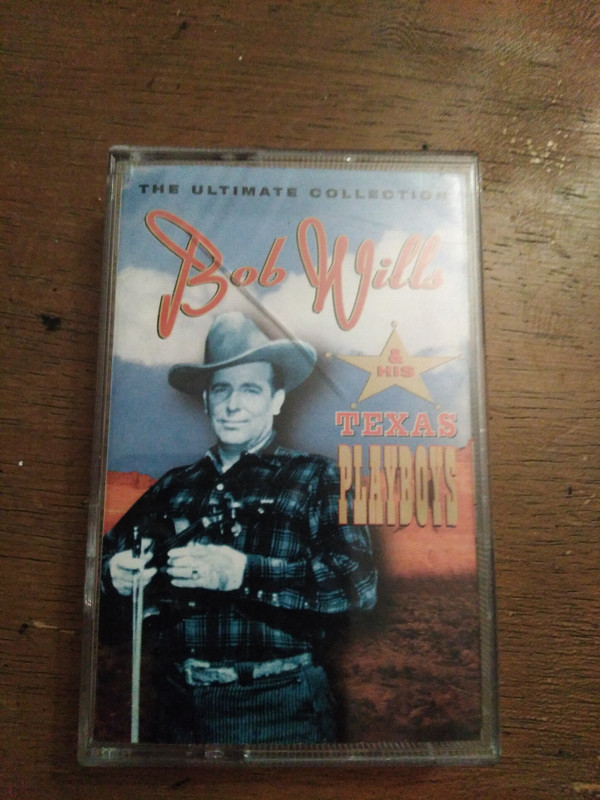 THE ULTIMATE COLLECTION
Bob Wills
&
HIS
TEXAS
PLAYBOYS